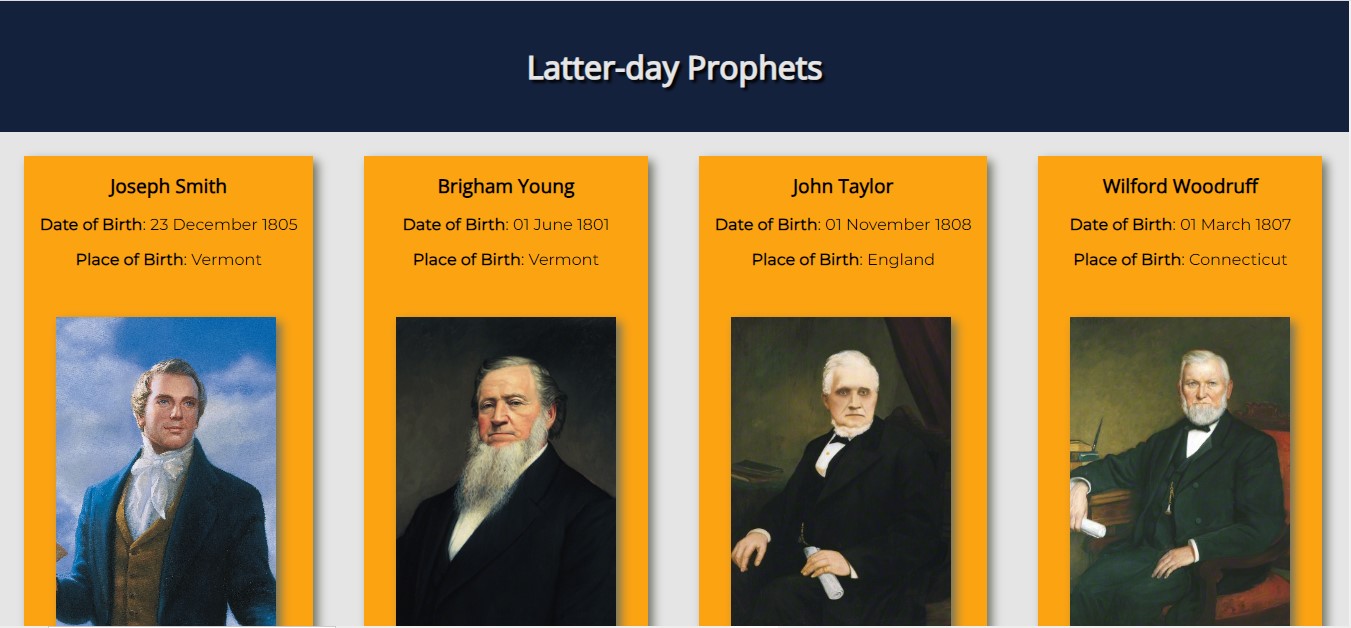 Latter-day Prophets
Joseph Smith
Date of Birth: 23 December 1805
Place of Birth: Vermont
Brigham Young
Date of Birth: 01 June 1801
Place of Birth: Vermont
John Taylor
Date of Birth: 01 November 1808
Place of Birth: England
Wilford Woodruff
Date of Birth: 01 March 1807
Place of Birth: Connecticut